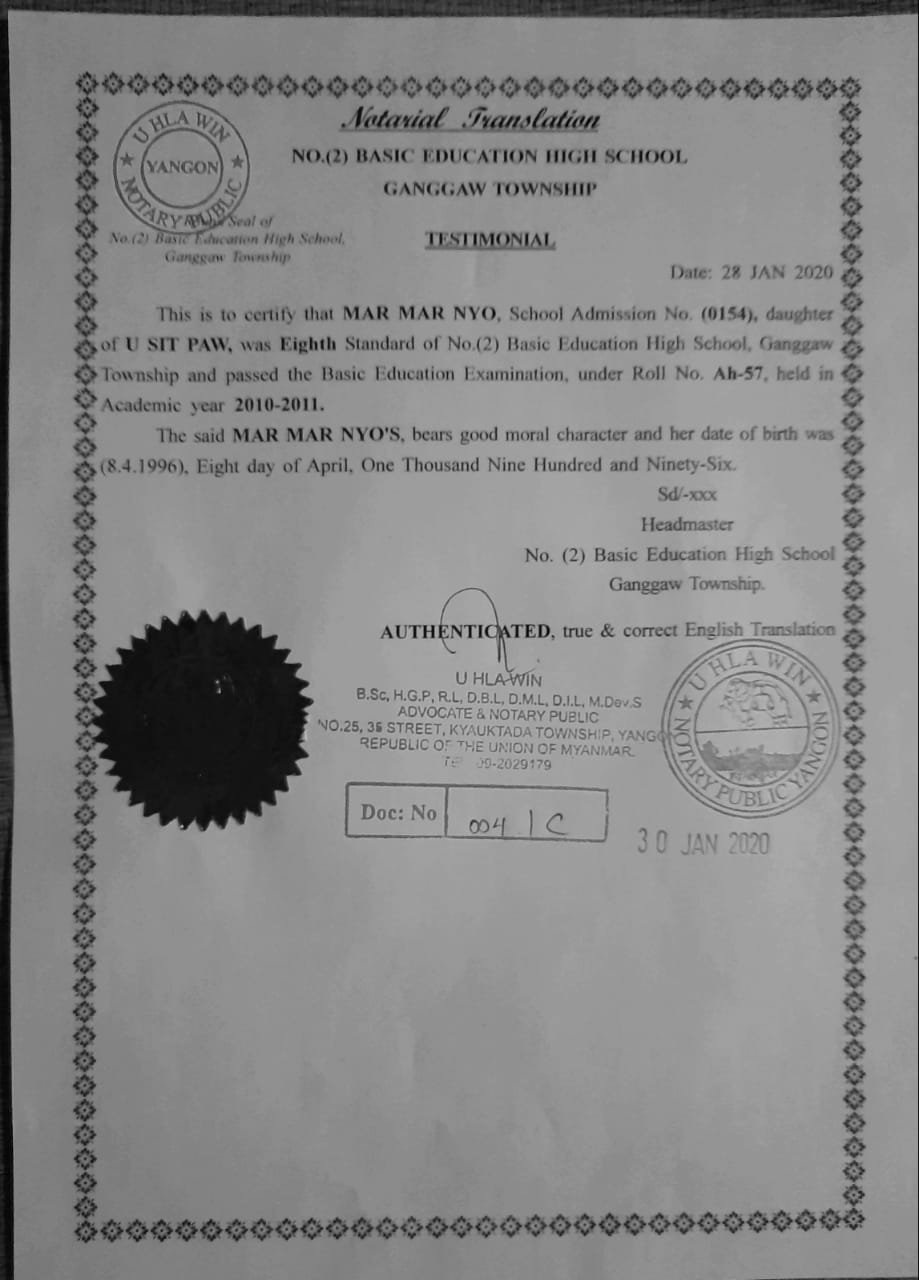 Notarial Translation
U HLA WIN
YANGON
NOTARY PUBLIC
NO.(2) BASIC EDUCATION HIGH SCHOOL
GANGGAW TOWNSHIP
Seal of
No.(2) Basic Education High School,
Ganggaw Township
TESTIMONIAL
Date: 28 JAN 2020
This is to certify that MAR MAR NYO, School Admission No. (0154), daughter
of U SIT PAW, was Eighth Standard of No.(2) Basic Education High School, Ganggaw
Township and passed the Basic Education Examination, under Roll No. Ah-57, held in
Academic year 2010-2011.
The said MAR MAR NYO'S, bears good moral character and her date of birth was
(8.4.1996), Eight day of April, One Thousand Nine Hundred and Ninety-Six.
Sd/-xxx
Headmaster
No. (2) Basic Education High School
Ganggaw Township.
AUTHENTICATED, true & correct English Translation
U HLA WIN
B.Sc, H.G.P, R.L, D.B.L, D.M.L, D.I.L, M.Dev.S
ADVOCATE & NOTARY PUBLIC
NO.25, 36 STREET, KYAUKTADA TOWNSHIP, YANGON
REPUBLIC OF THE UNION OF MYANMAR.
09-2029179
U HLA WIN
NOTARY PUBLIC YANGON
Doc: No 004 / C
30 JAN 2020